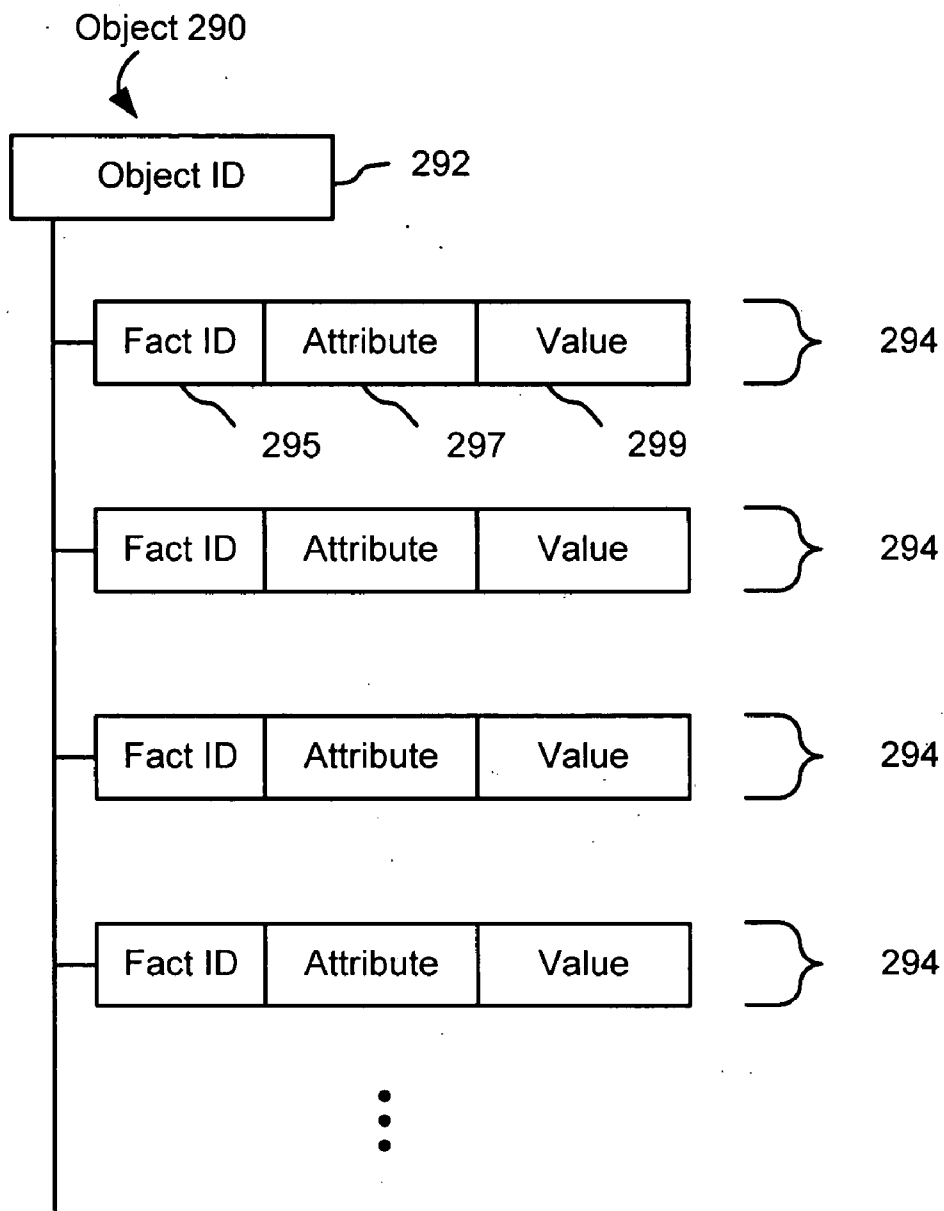 Object 290
Object ID 292
Fact ID Attribute Value 294
295 297 299
Fact ID Attribute Value 294
Fact ID Attribute Value 294
Fact ID Attribute Value 294